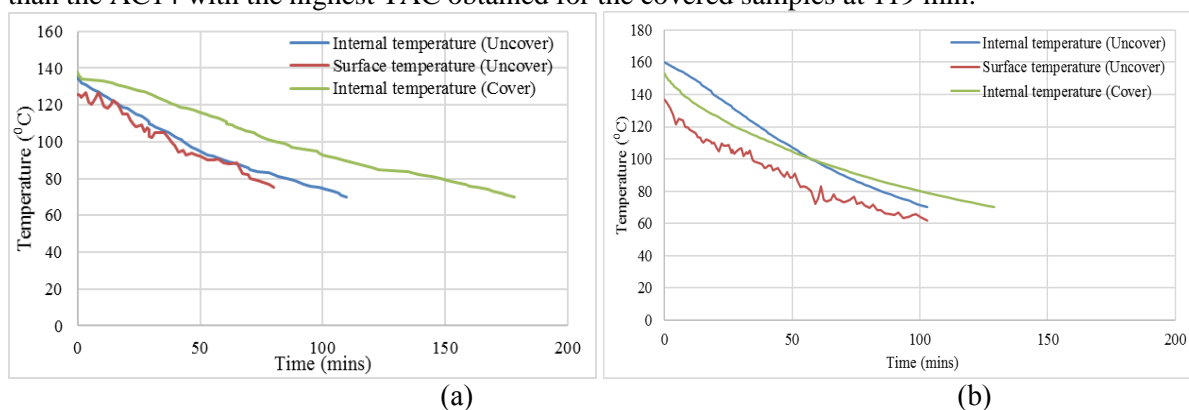 than the AC14 with the highest TAC obtained for the covered samples at 119 min.
160
140
120
100
80
60
40
20
0
Temperature (⁰C)
Internal temperature (Uncover)
Surface temperature (Uncover)
Internal temperature (Cover)
0
50
100
150
200
Time (mins)
(a)
180
160
140
120
100
80
60
40
20
0
Temperature (⁰C)
Internal temperature (Uncover)
Surface temperature (Uncover)
Internal temperature (Cover)
0
50
100
150
200
Time (mins)
(b)